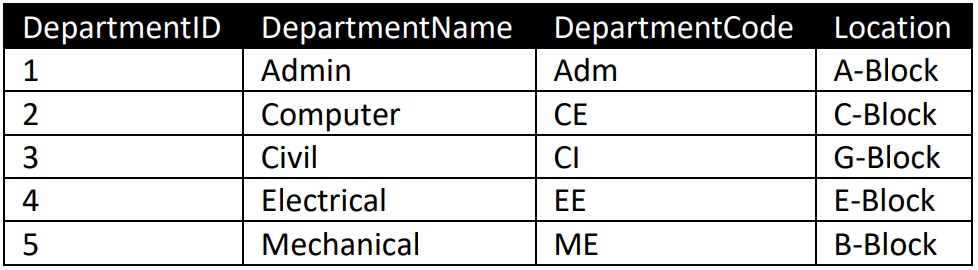 DepartmentID DepartmentName DepartmentCode Location
1 Admin Adm A-Block
2 Computer CE C-Block
3 Civil CI G-Block
4 Electrical EE E-Block
5 Mechanical ME B-Block